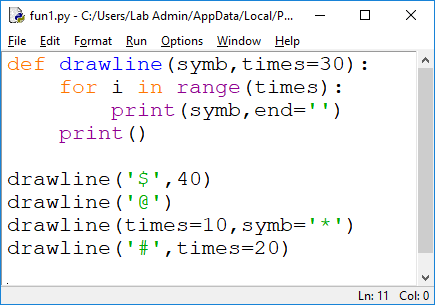 fun1.py - C:/Users/Lab Admin/AppData/Local/P...
File Edit Format Run Options Window Help
def drawline(symb,times=30):
    for i in range(times):
        print(symb,end='')
    print()
drawline('$',40)
drawline('@')
drawline(times=10,symb='*')
drawline('#',times=20)
Ln: 11 Col: 0